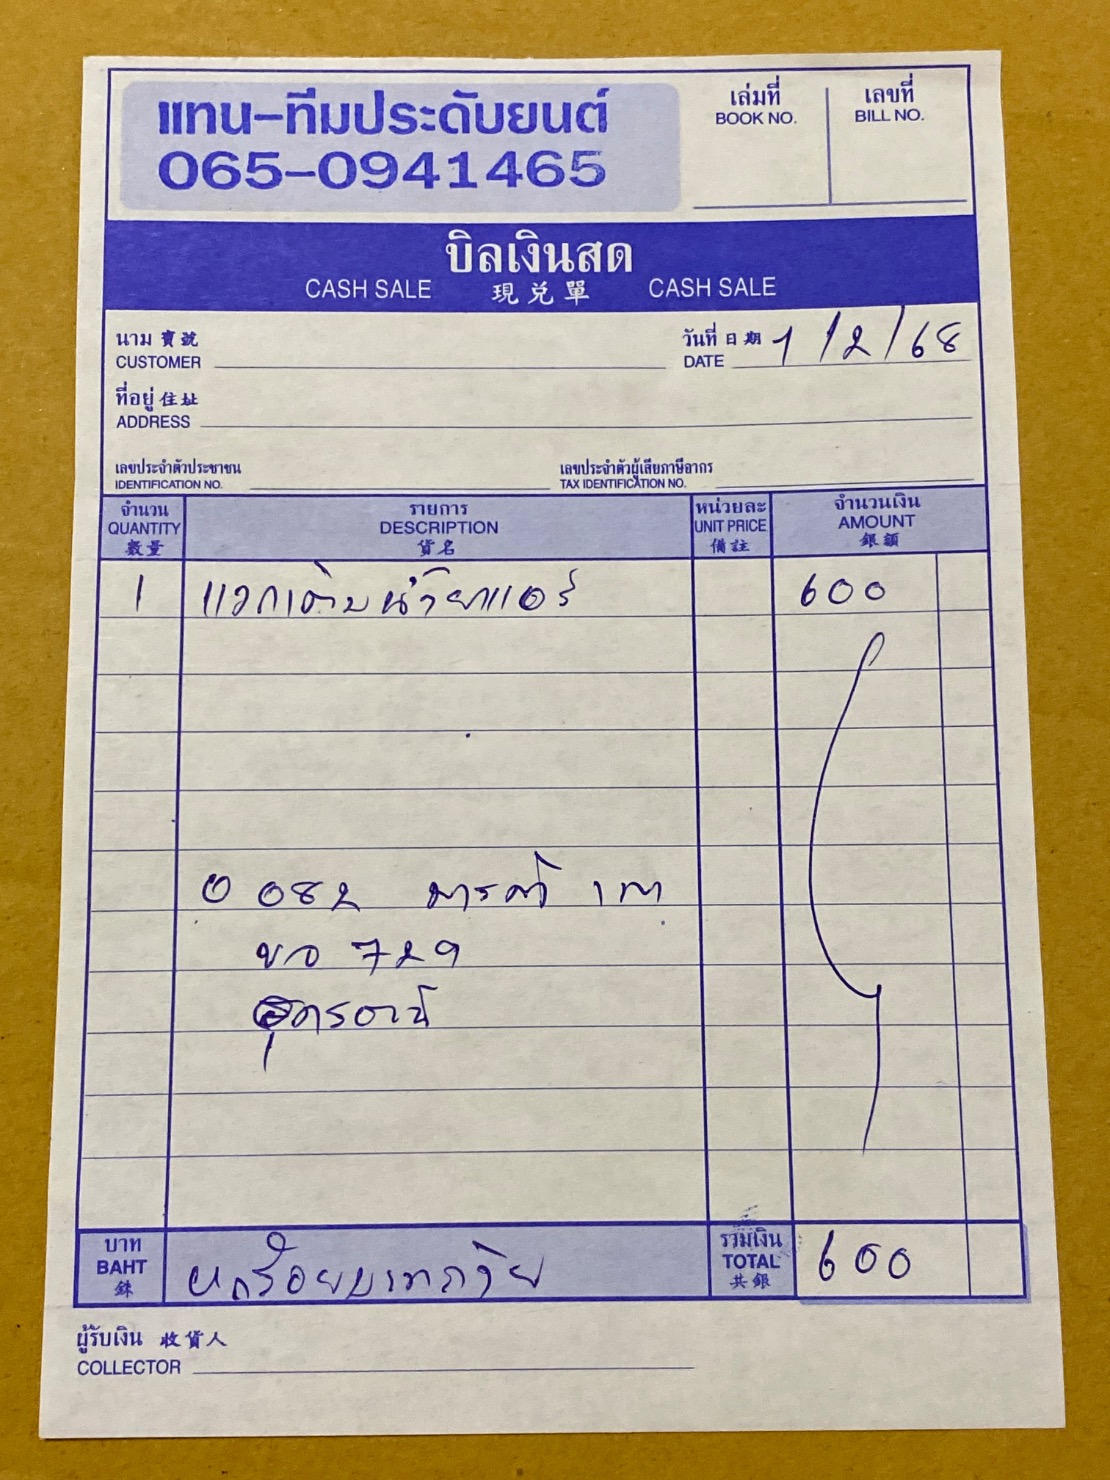 แทน-ทีมประดับยนต์
065-0941465
เล่มที่
BOOK NO.
เลขที่
BILL NO.
บิลเงินสด
CASH SALE 現兌單 CASH SALE
นาม 寶號
CUSTOMER
วันที่ 日期 1/2/68
DATE
ที่อยู่ 住址
ADDRESS
เลขประจำตัวประชาชน
IDENTIFICATION NO.
เลขประจำตัวผู้เสียภาษีอากร
TAX IDENTIFICATION NO.
จำนวน รายการ หน่วยละ จำนวนเงิน
QUANTITY DESCRIPTION UNIT PRICE AMOUNT
數量 貨名 備註 銀額
1 แวคเติมน้ำยาแอร์ 600
082
ขอ 729
อุดรธานี
บาท
BAHT
銖
หกร้อยบาทถ้วย
รวมเงิน
TOTAL
共銀
600
ผู้รับเงิน 收貨人
COLLECTOR